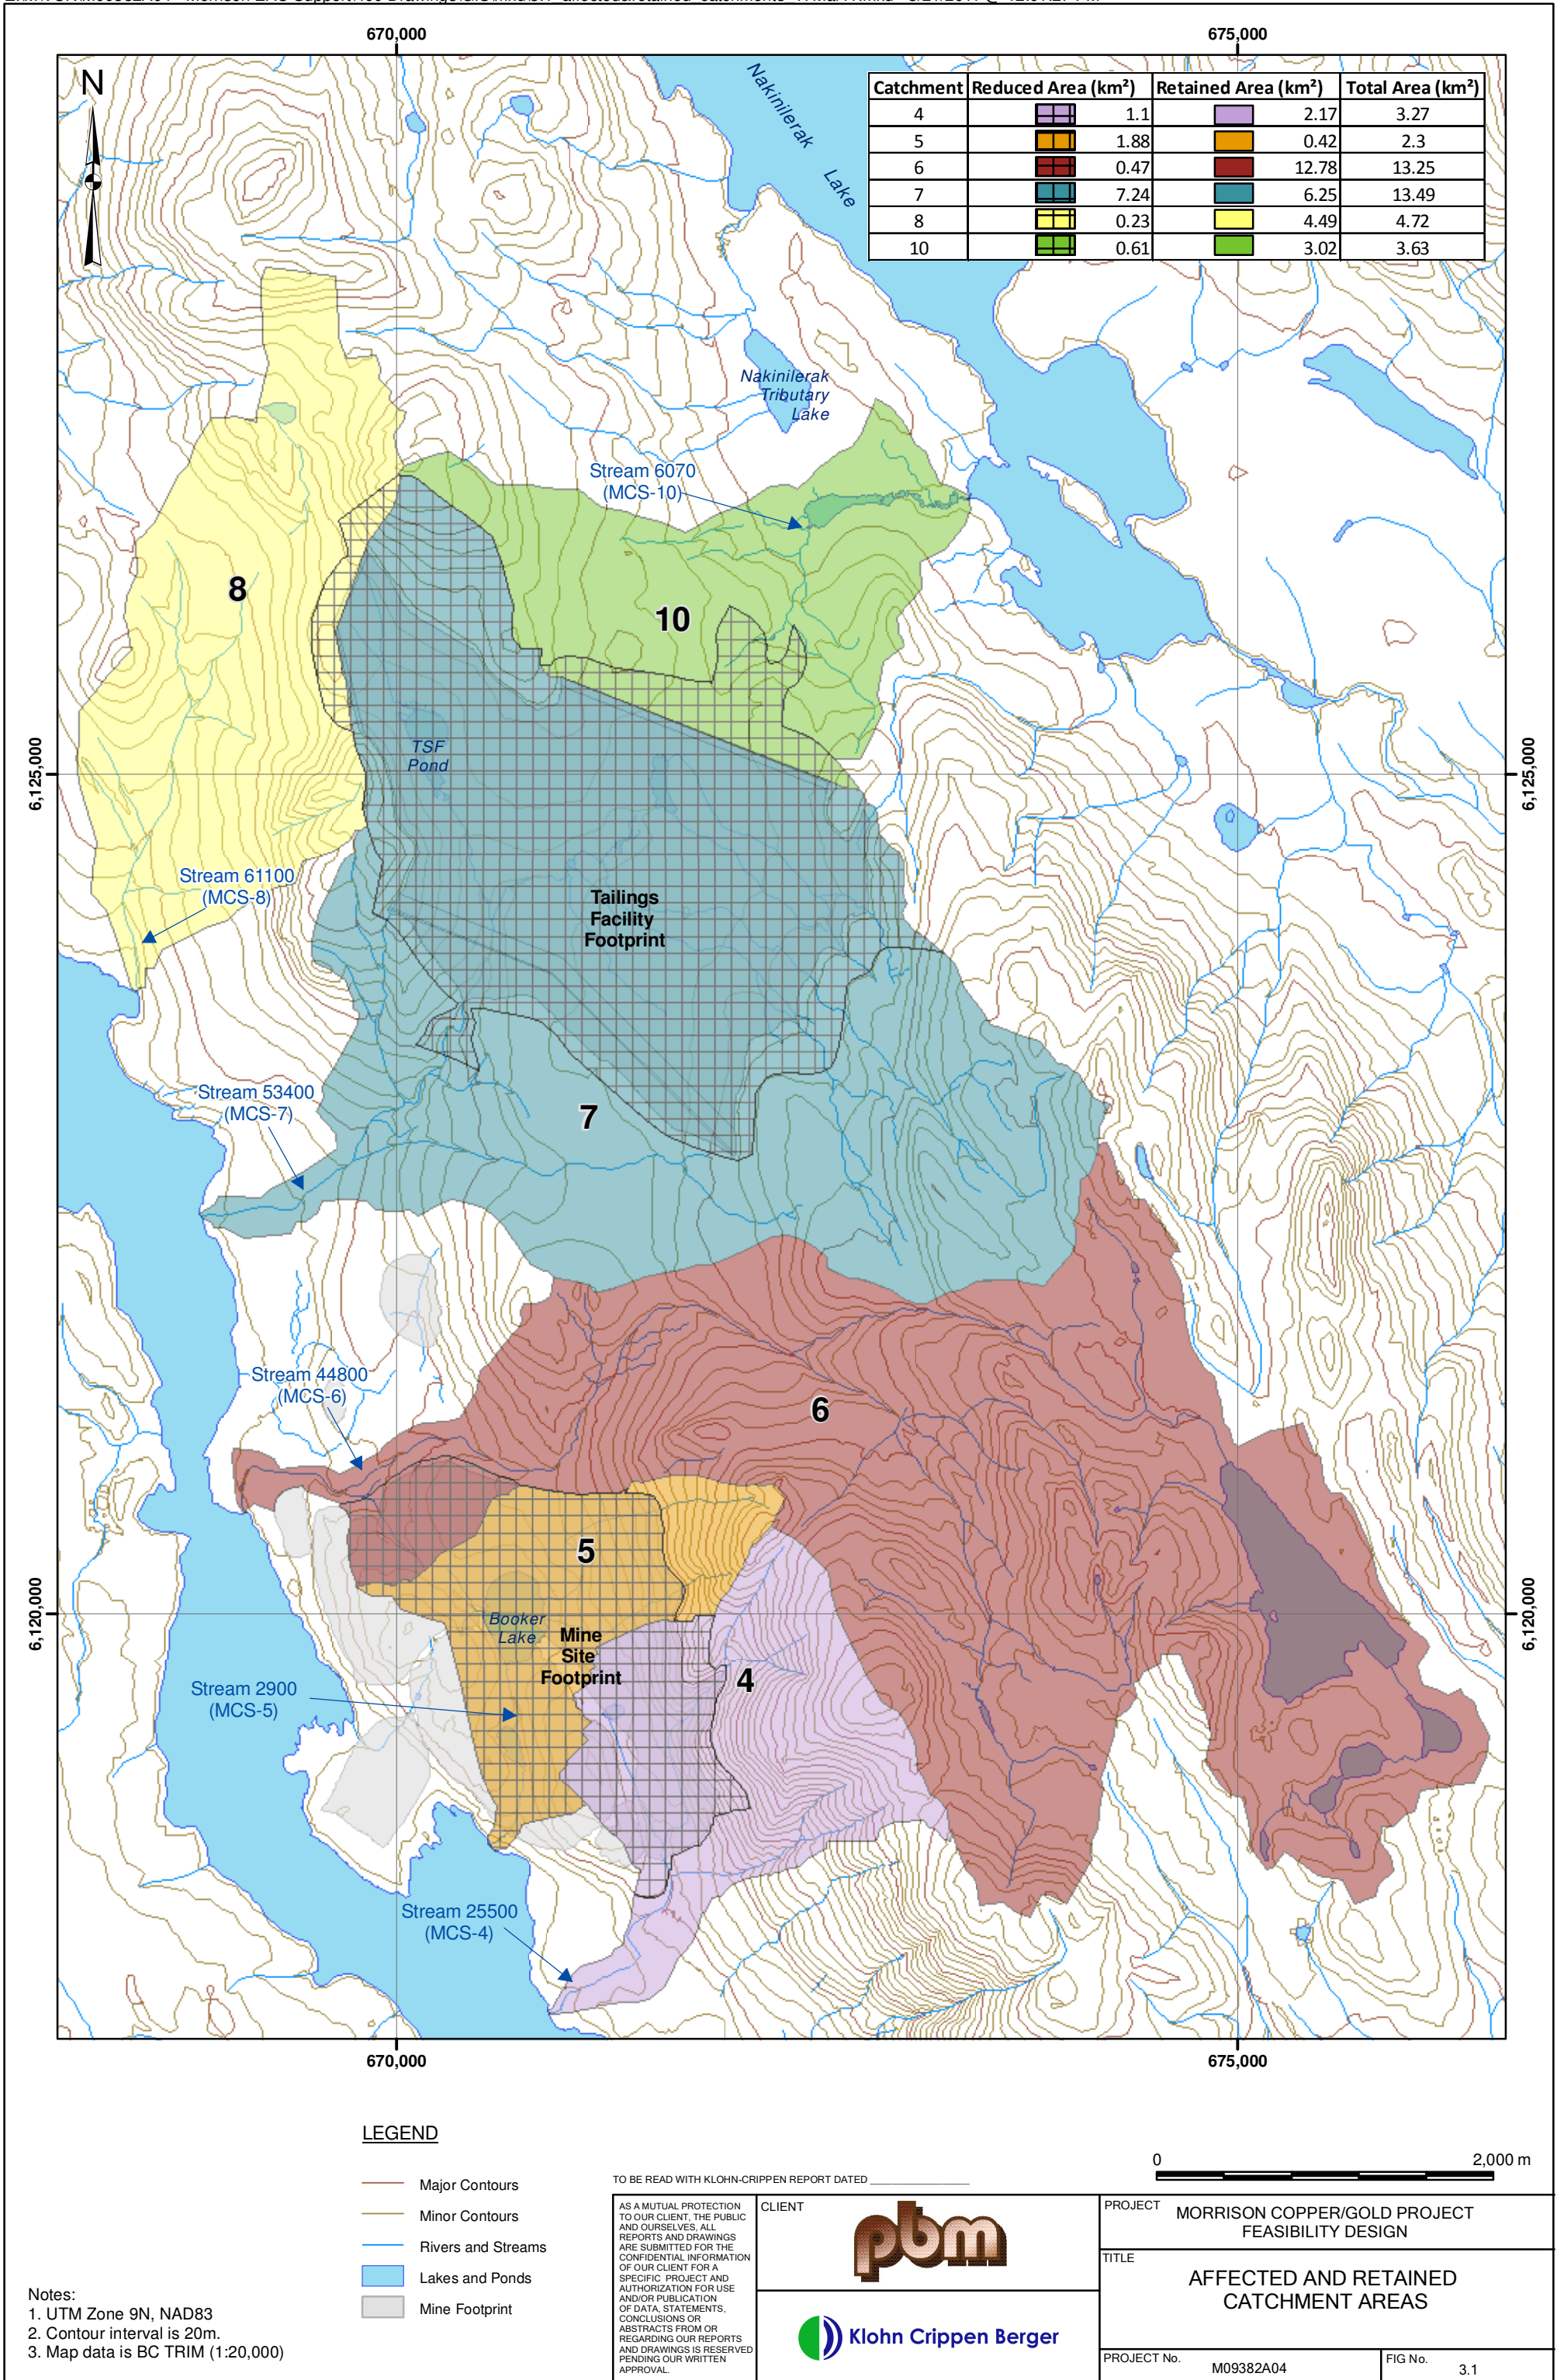 670,000
675,000
N
Nakinilerak
Lake
Catchment Reduced Area (km²) Retained Area (km²) Total Area (km²)
4 1.1 2.17 3.27
5 1.88 0.42 2.3
6 0.47 12.78 13.25
7 7.24 6.25 13.49
8 0.23 4.49 4.72
10 0.61 3.02 3.63
Nakinilerak
Tributary
Lake
Stream 6070
(MCS-10)
8
10
TSF
Pond
6,125,000
6,125,000
Stream 61100
(MCS-8)
Tailings
Facility
Footprint
Stream 53400
(MCS-7)
7
Stream 44800
(MCS-6)
6
5
Booker
Lake
Mine
Site
Footprint
6,120,000
6,120,000
4
Stream 2900
(MCS-5)
Stream 25500
(MCS-4)
670,000
675,000
LEGEND
Major Contours
Minor Contours
Rivers and Streams
Lakes and Ponds
Mine Footprint
Notes:
1. UTM Zone 9N, NAD83
2. Contour interval is 20m.
3. Map data is BC TRIM (1:20,000)
0 2,000 m
TO BE READ WITH KLOHN-CRIPPEN REPORT DATED
AS A MUTUAL PROTECTION
TO OUR CLIENT, THE PUBLIC
AND OURSELVES, ALL
REPORTS AND DRAWINGS
ARE SUBMITTED FOR THE
CONFIDENTIAL INFORMATION
OF OUR CLIENT FOR A
SPECIFIC PROJECT AND
AUTHORIZATION FOR USE
AND/OR PUBLICATION
OF DATA, STATEMENTS,
CONCLUSIONS OR
ABSTRACTS FROM OR
REGARDING OUR REPORTS
AND DRAWINGS IS RESERVED
PENDING OUR WRITTEN
APPROVAL.
CLIENT
pbm
Klohn Crippen Berger
PROJECT
MORRISON COPPER/GOLD PROJECT
FEASIBILITY DESIGN
TITLE
AFFECTED AND RETAINED
CATCHMENT AREAS
PROJECT No.
M09382A04
FIG No.
3.1